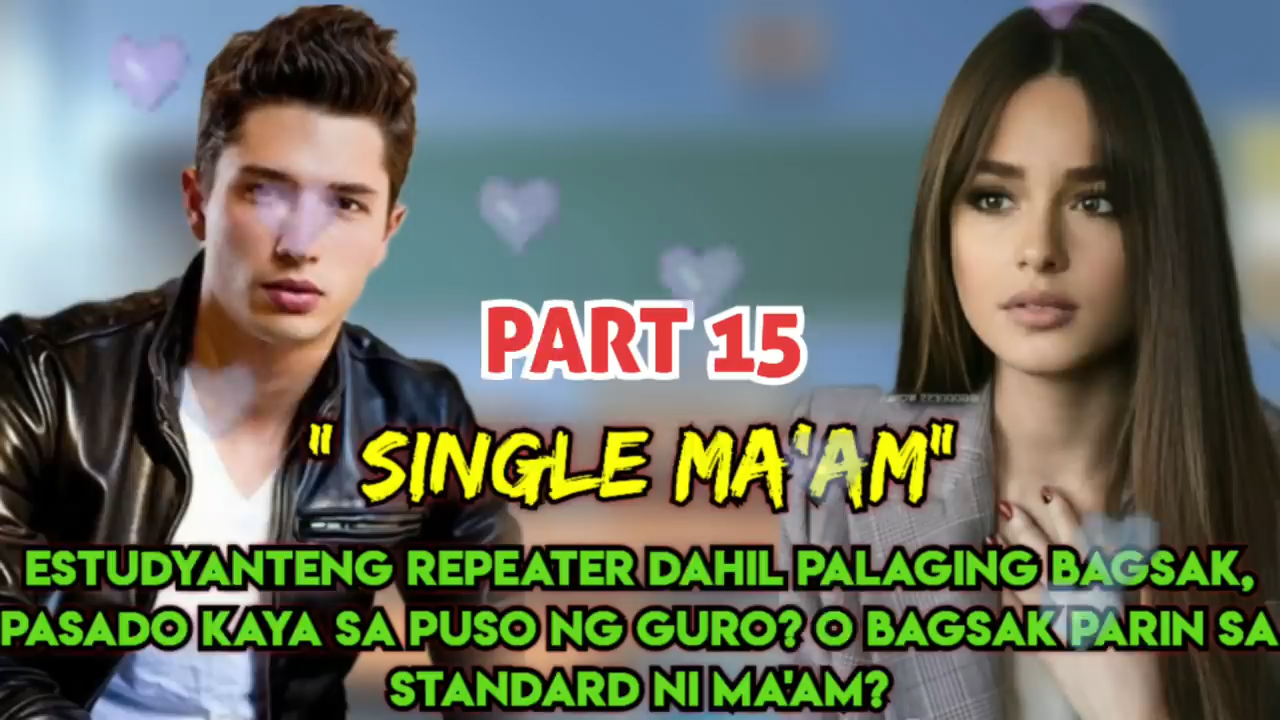 PART 15
" SINGLE MA'AM"
ESTUDYANTENG REPEATER DAHIL PALAGING BAGSAK,
PASADO KAYA SA PUSO NG GURO? O BAGSAK PARIN SA
STANDARD NI MA'AM?